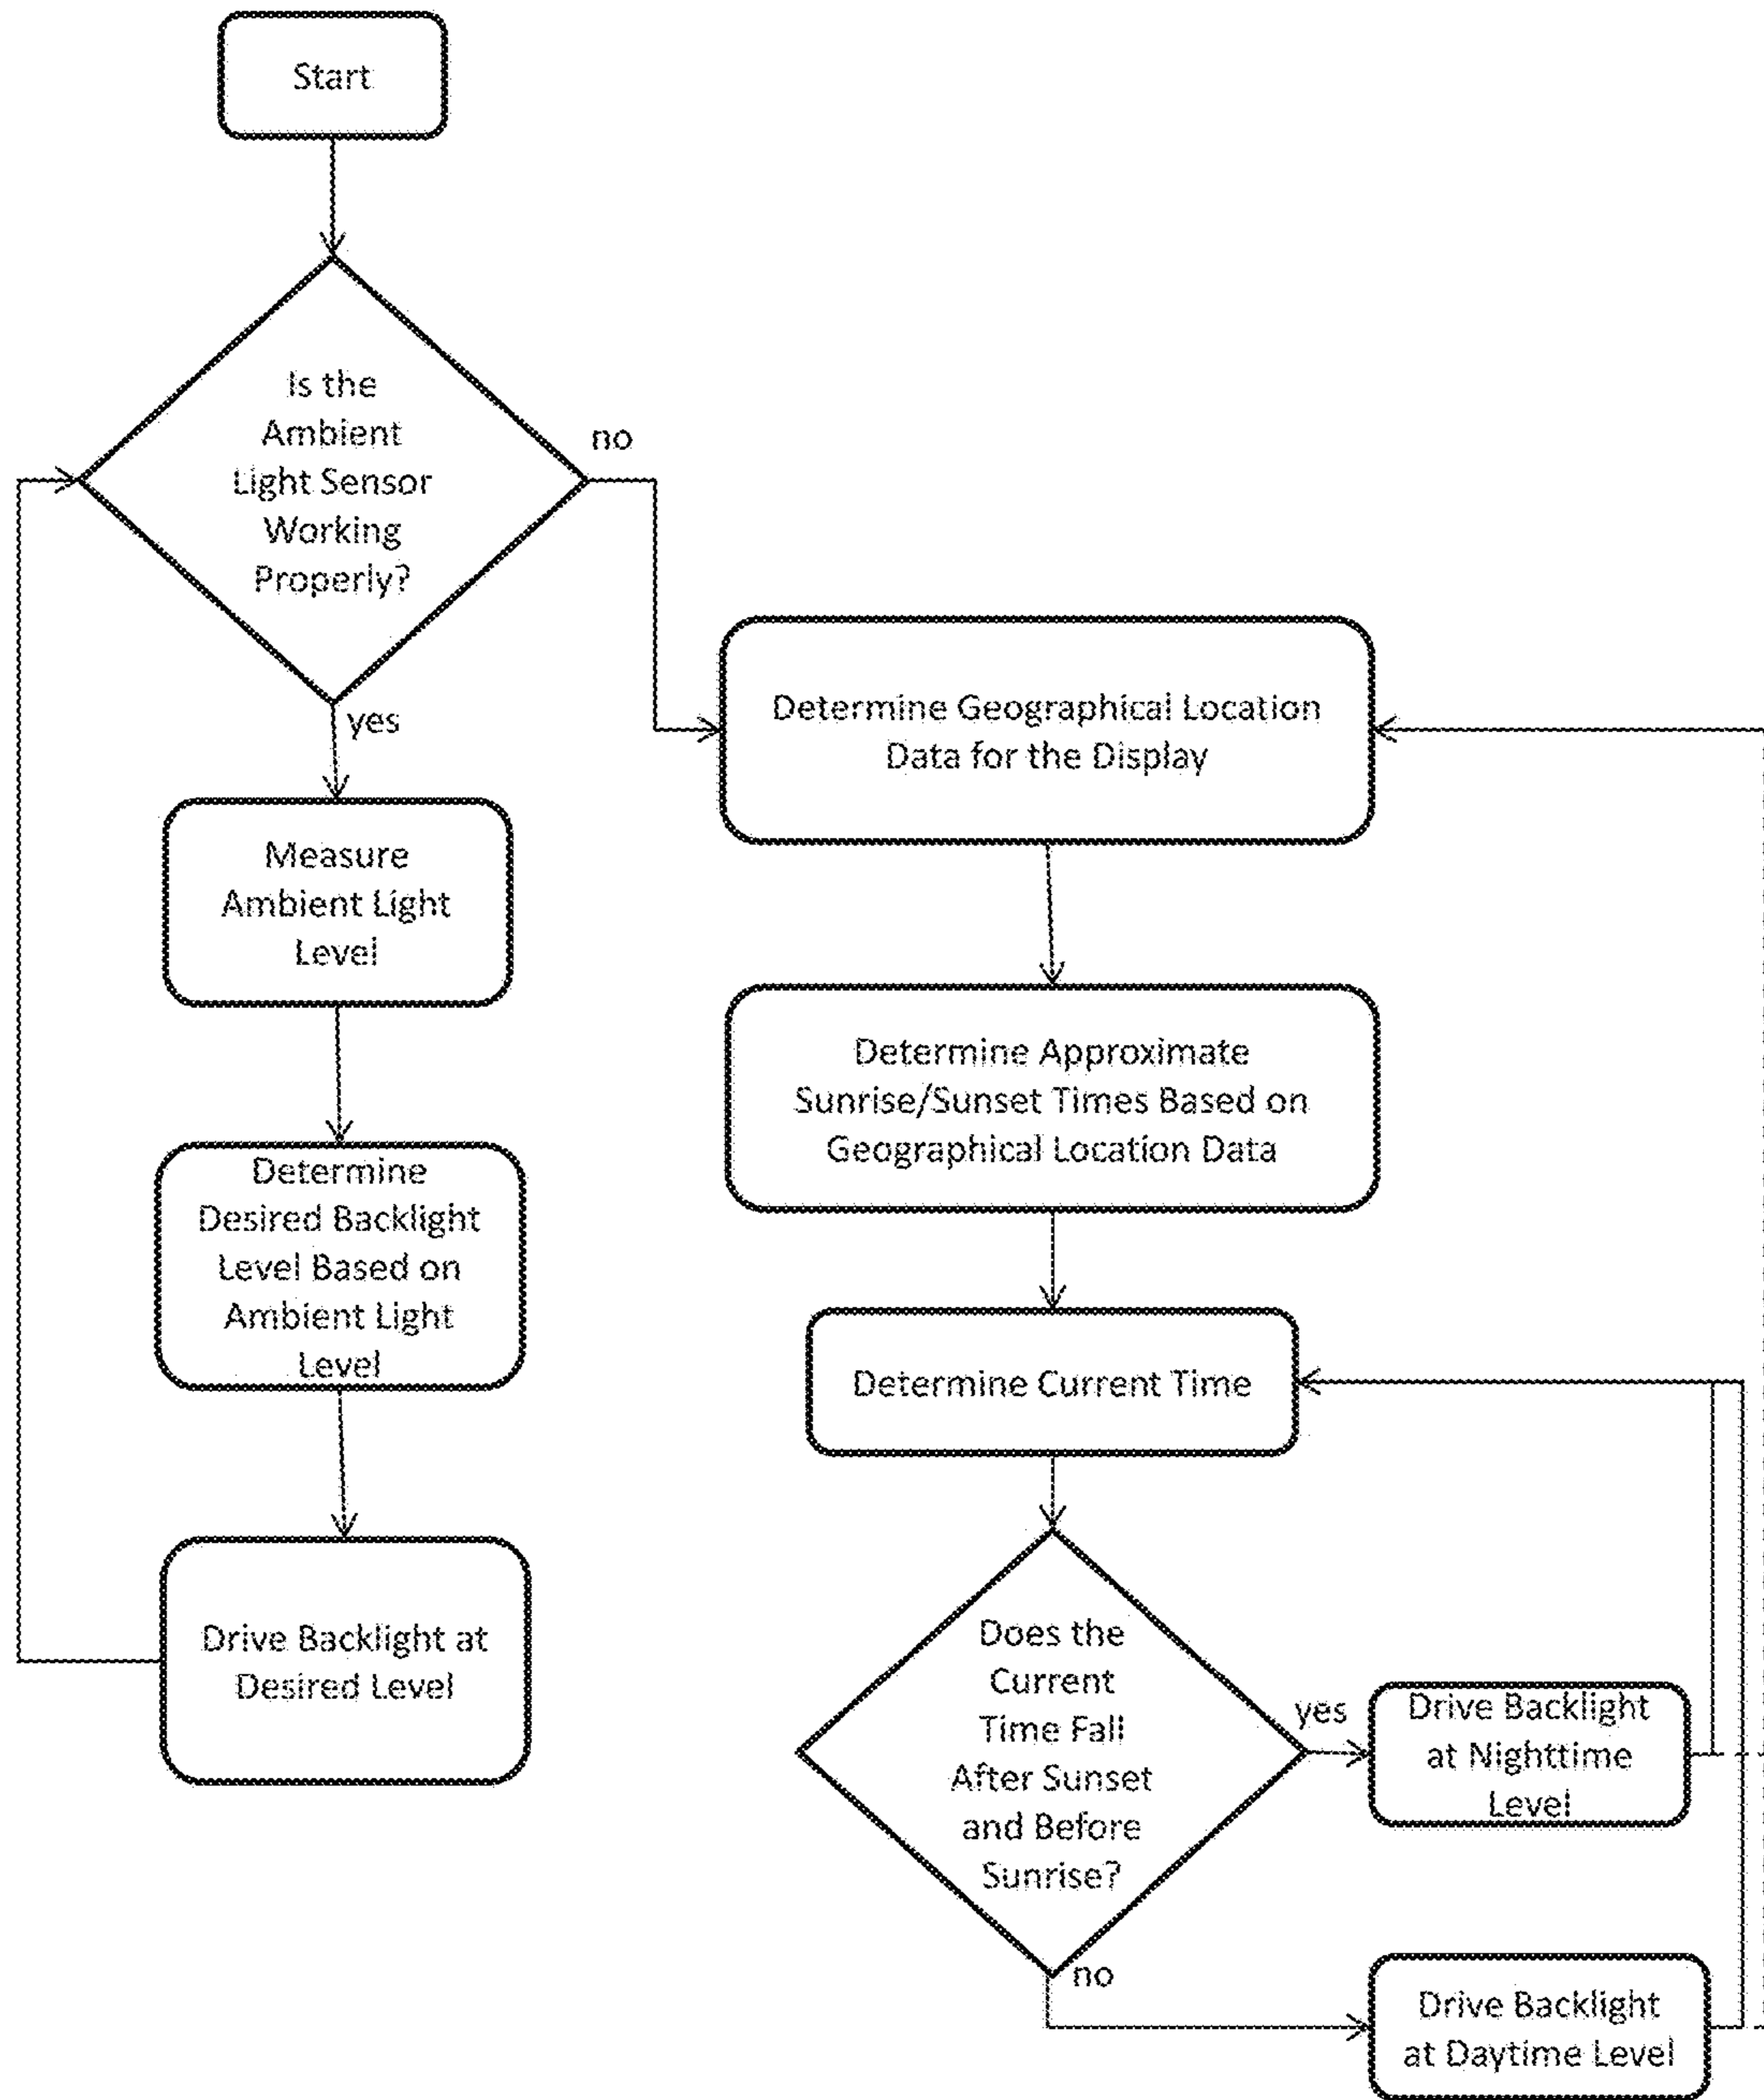 Start
Is the
Ambient
Light Sensor
Working
Properly?
no
yes
Measure
Ambient Light
Level
Determine
Desired Backlight
Level Based on
Ambient Light
Level
Drive Backlight at
Desired Level
Determine Geographical Location
Data for the Display
Determine Approximate
Sunrise/Sunset Times Based on
Geographical Location Data
Determine Current Time
Does the
Current
Time Fall
After Sunset
and Before
Sunrise?
yes
Drive Backlight
at Nighttime
Level
no
Drive Backlight
at Daytime Level